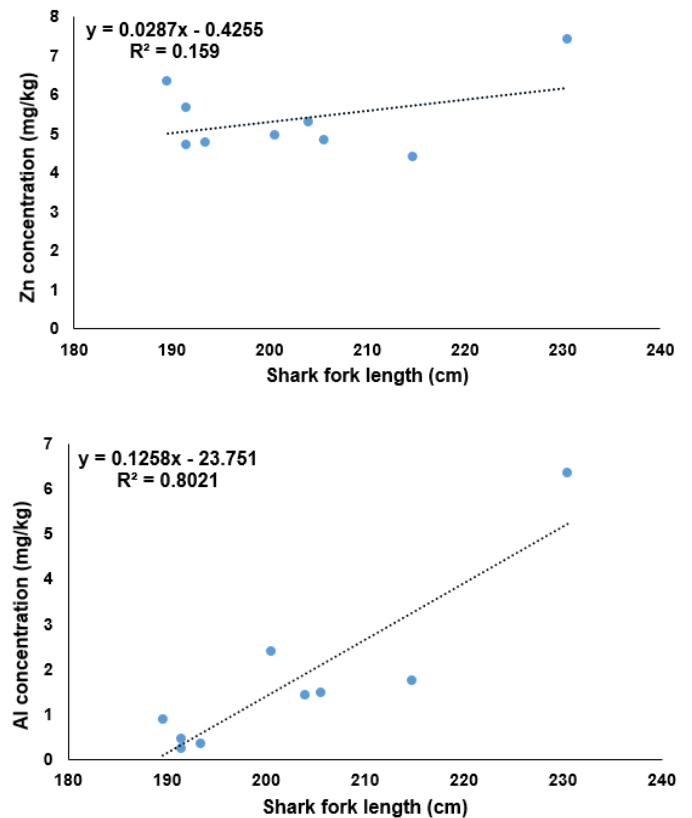 y = 0.0287x - 0.4255
R² = 0.159
Zn concentration (mg/kg)
8
7
6
5
4
3
2
1
0
180 190 200 210 220 230 240
Shark fork length (cm)
y = 0.1258x - 23.751
R² = 0.8021
Al concentration (mg/kg)
7
6
5
4
3
2
1
0
180 190 200 210 220 230 240
Shark fork length (cm)